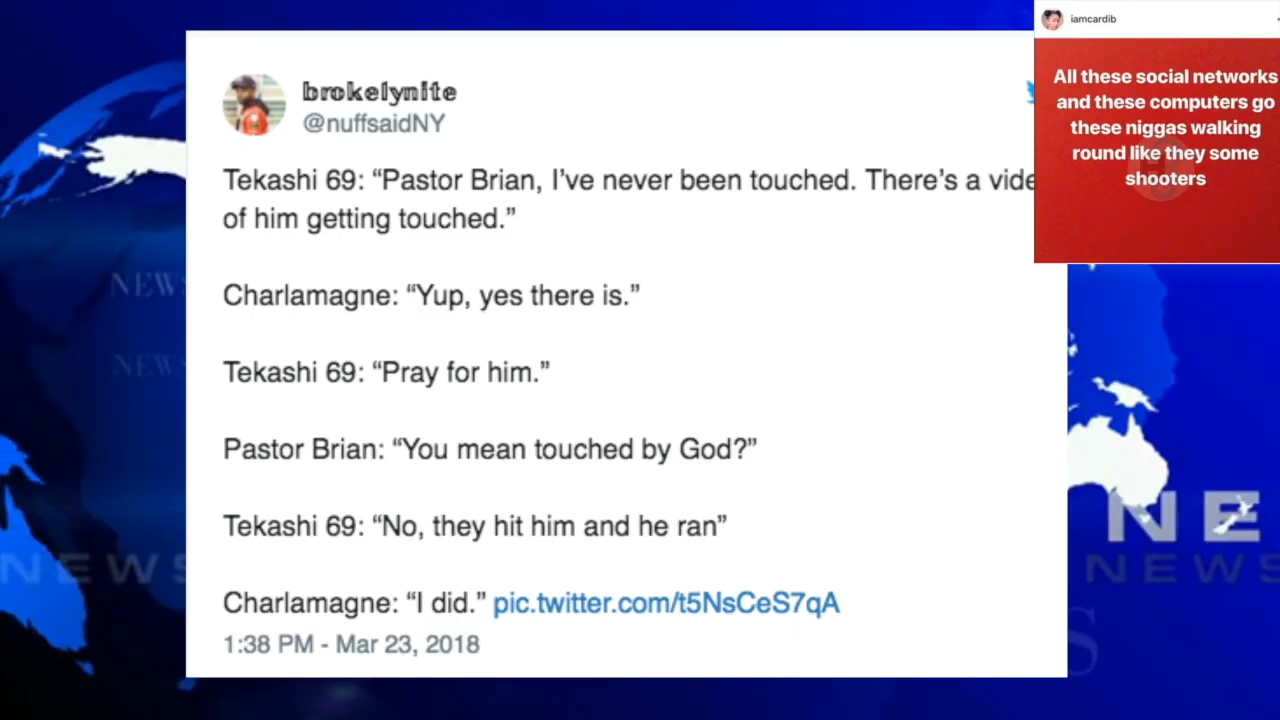 brokelynite
@nuffsaidNY
Tekashi 69: “Pastor Brian, I’ve never been touched. There’s a vide
of him getting touched.”
Charlamagne: “Yup, yes there is.”
Tekashi 69: “Pray for him.”
Pastor Brian: “You mean touched by God?”
Tekashi 69: “No, they hit him and he ran”
Charlamagne: “I did.” pic.twitter.com/t5NsCeS7qA
1:38 PM - Mar 23, 2018
iamcardib
All these social networks
and these computers go
these niggas walking
round like they some
shooters
NEWS
NEWS
NEWS
NE
NEWS
S